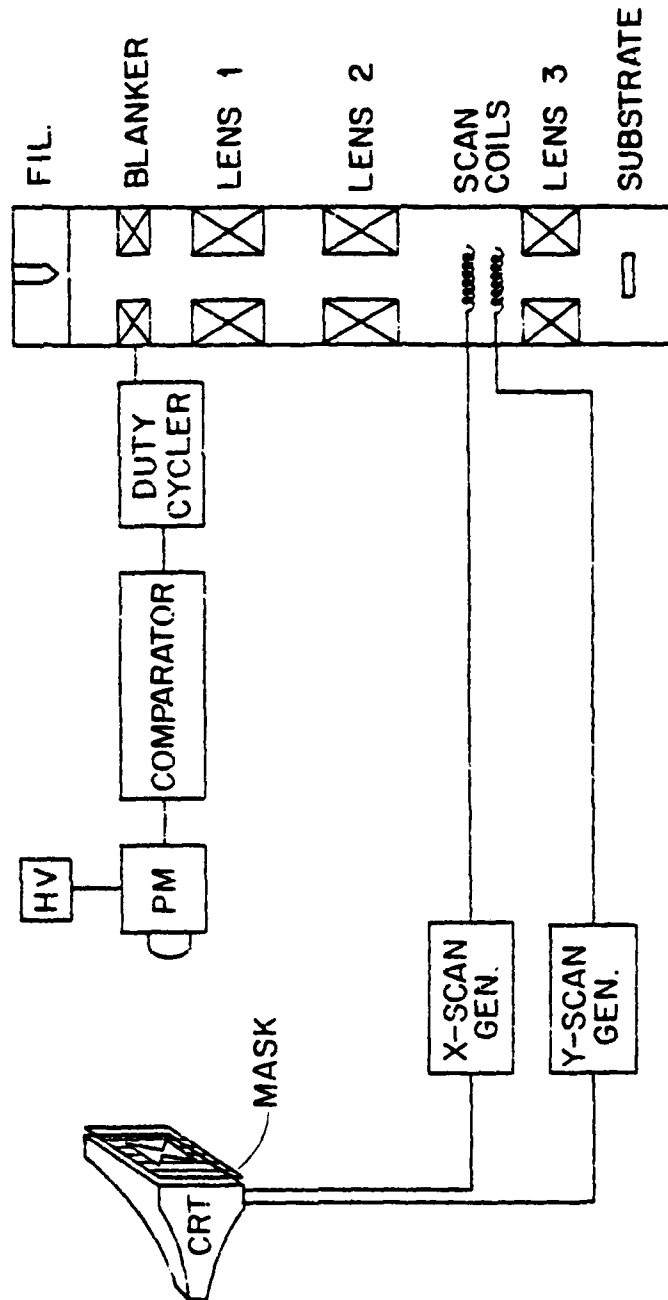 FIL.
BLANKER
LENS 1
LENS 2
SCAN
COILS
LENS 3
SUBSTRATE
DUTY
CYCLER
COMPARATOR
HV
PM
X-SCAN
GEN.
Y-SCAN
GEN.
MASK
CRT